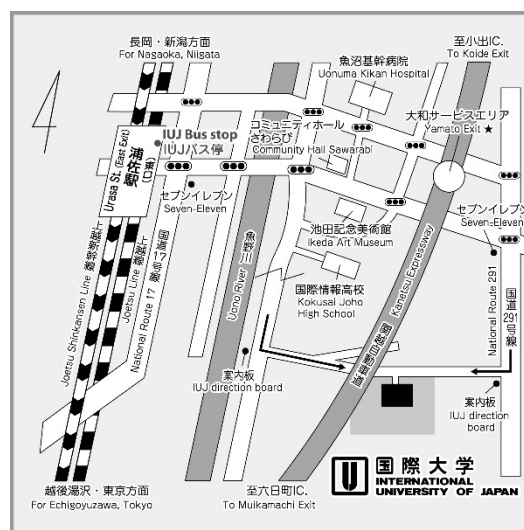 長岡・新潟方面
For Nagaoka, Niigata
魚沼基幹病院
Uonuma Kikan Hospital
至小出IC.
To Koide Exit
大和サービスエリア
Yamato Exit ★
IUJ Bus stop
IUJバス停
コミュニティホール
さわらび
Community Hall Sawarabi
浦佐駅
(東口)
Urasa St. (East Exit)
セブンイレブン
Seven-Eleven
池田記念美術館
Ikeda Art Museum
セブンイレブン
Seven-Eleven
国際情報高校
Kokusai Joho
High School
上越新幹線
Joetsu Shinkansen Line
上越線
Joetsu Line
国道17号線
National Route 17
魚野川
Uono River
関越自動車道
Kanetsu Expressway
国道291号線
National Route 291
案内板
IUJ direction board
案内板
IUJ direction
board
越後湯沢・東京方面
For Echigoyuzawa, Tokyo
至六日町IC.
To Muikamachi Exit
国際大学
INTERNATIONAL
UNIVERSITY OF JAPAN